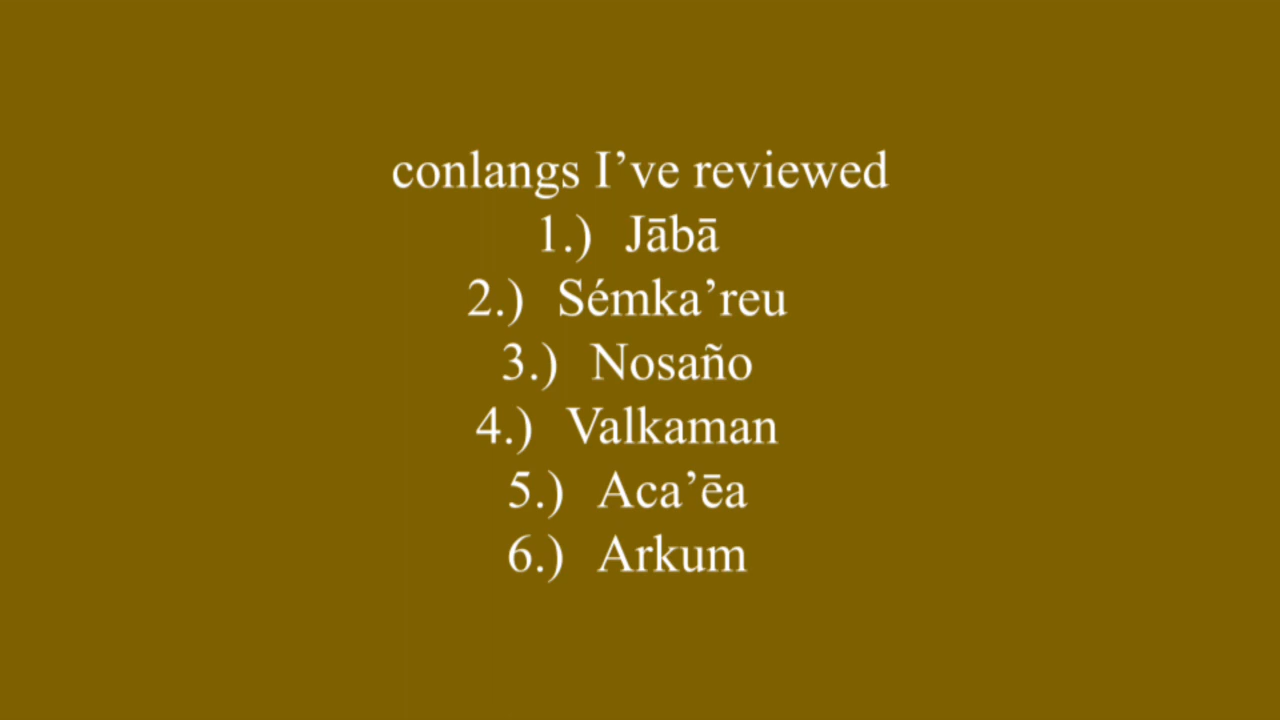 conlangs I’ve reviewed
1.) Jābā
2.) Sémka’reu
3.) Nosaño
4.) Valkaman
5.) Aca’ēa
6.) Arkum